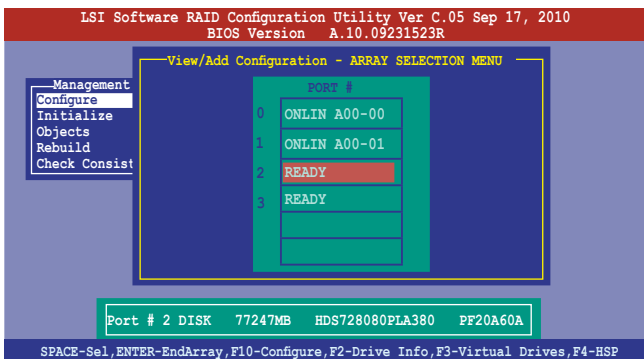 LSI Software RAID Configuration Utility Ver C.05 Sep 17, 2010
BIOS Version A.10.09231523R
View/Add Configuration - ARRAY SELECTION MENU
Management
Configure
Initialize
Objects
Rebuild
Check Consist
PORT #
0 ONLIN A00-00
1 ONLIN A00-01
2 READY
3 READY
Port # 2 DISK 77247MB HDS728080PLA380 PF20A60A
SPACE-Sel,ENTER-EndArray,F10-Configure,F2-Drive Info,F3-Virtual Drives,F4-HSP